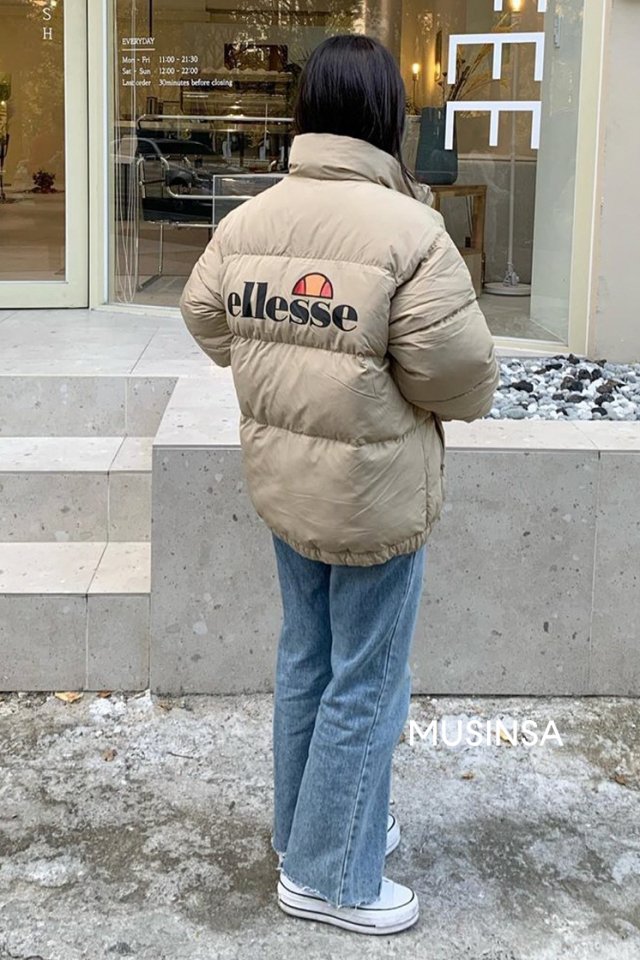 SH
EVERYDAY
Mon - Fri 11:00 - 21:30
Sat - Sun 12:00 - 22:00
Last order 30minutes before closing
EE
ellesse
MUSINSA